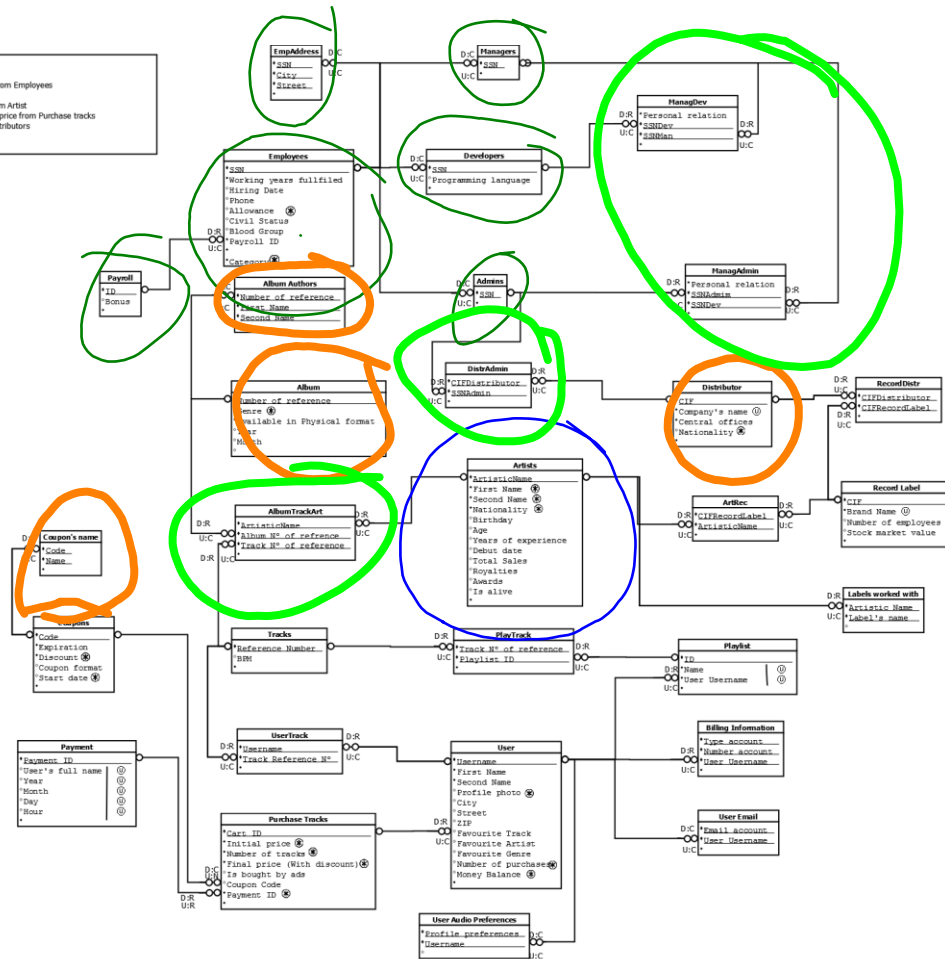 om Employees
m Artist
price from Purchase tracks
tributors
EmpAddress
*SSN
*City
*Street
*
D:C
U:C
Managers
*SSN
*
D:C
U:C
ManagDev
*Personal relation
*SSNDev
*SSNMan
*
D:R
U:C
D:R
U:C
Employees
*SSN
*Working years fullfiled
*Hiring Date
*Phone
*Allowance
*Civil Status
*Blood Group
*Payroll ID
*
*Category
D:R
U:C
Developers
*SSN
*Programming language
*
D:C
U:C
Payroll
*ID
*Bonus
*
Album Authors
*Number of reference
*First Name
*Second Name
Admins
*SSN
*
U:C
ManagAdmin
*Personal relation
*SSNAdmim
*SSNDev
*
D:R
U:C
D:R
U:C
DistrAdmin
*CIFDistributor
*SSNAdmin
*
D:R
U:C
D:R
U:C
Album
Number of reference
Genre
Available in Physical format
Year
*Month
Distributor
CIF
*Company's name
*Central offices
*Nationality
*
RecordDistr
*CIFDistributor
*CIFRecordLabel
*
D:R
U:C
D:R
U:C
Artists
*ArtisticName
*First Name
*Second Name
*Nationality
*Birthday
*Age
*Years of experience
*Debut date
*Total Sales
*Royalties
*Awards
*Is alive
*
AlbumTrackArt
*ArtisticName
*Album Nº of refrence
*Track Nº of reference
*
D:R
U:C
D:R
U:C
D:R
U:C
ArtRec
*CIFRecordLabel
*ArtisticName
*
D:R
U:C
D:R
U:C
Record Label
*CIF
*Brand Name
*Number of employees
*Stock market value
*
Coupon's name
*Code
*Name
*
Labels worked with
*Artistic Name
*Label's name
D:R
U:C
Coupons
*Code
*Expiration
*Discount
*Coupon format
*Start date
*
Tracks
*Reference Number
*BPM
*
PlayTrack
*Track Nº of reference
*Playlist ID
*
D:R
U:C
D:R
U:C
Playlist
*ID
*Name
*User Username
*
D:R
U:C
Payment
*Payment ID
*User's full name
*Year
*Month
*Day
*Hour
*
UserTrack
*Username
*Track Reference Nº
*
D:R
U:C
D:R
U:C
User
*Username
*First Name
*Second Name
*Profile photo
*City
*Street
*ZIP
*Favourite Track
*Favourite Artist
*Favourite Genre
*Number of purchases
*Money Balance
*
Billing Information
*Type account
*Number account
*User Username
*
D:R
U:C
Purchase Tracks
*Cart ID
*Initial price
*Number of tracks
*Final price (With discount)
*Is bought by ads
*Coupon Code
*Payment ID
*
D:R
U:C
D:C
U:N
D:R
U:R
User Email
*Email account
*User Username
*
D:C
U:C
User Audio Preferences
*Profile preferences
*Username
D:C
U:C